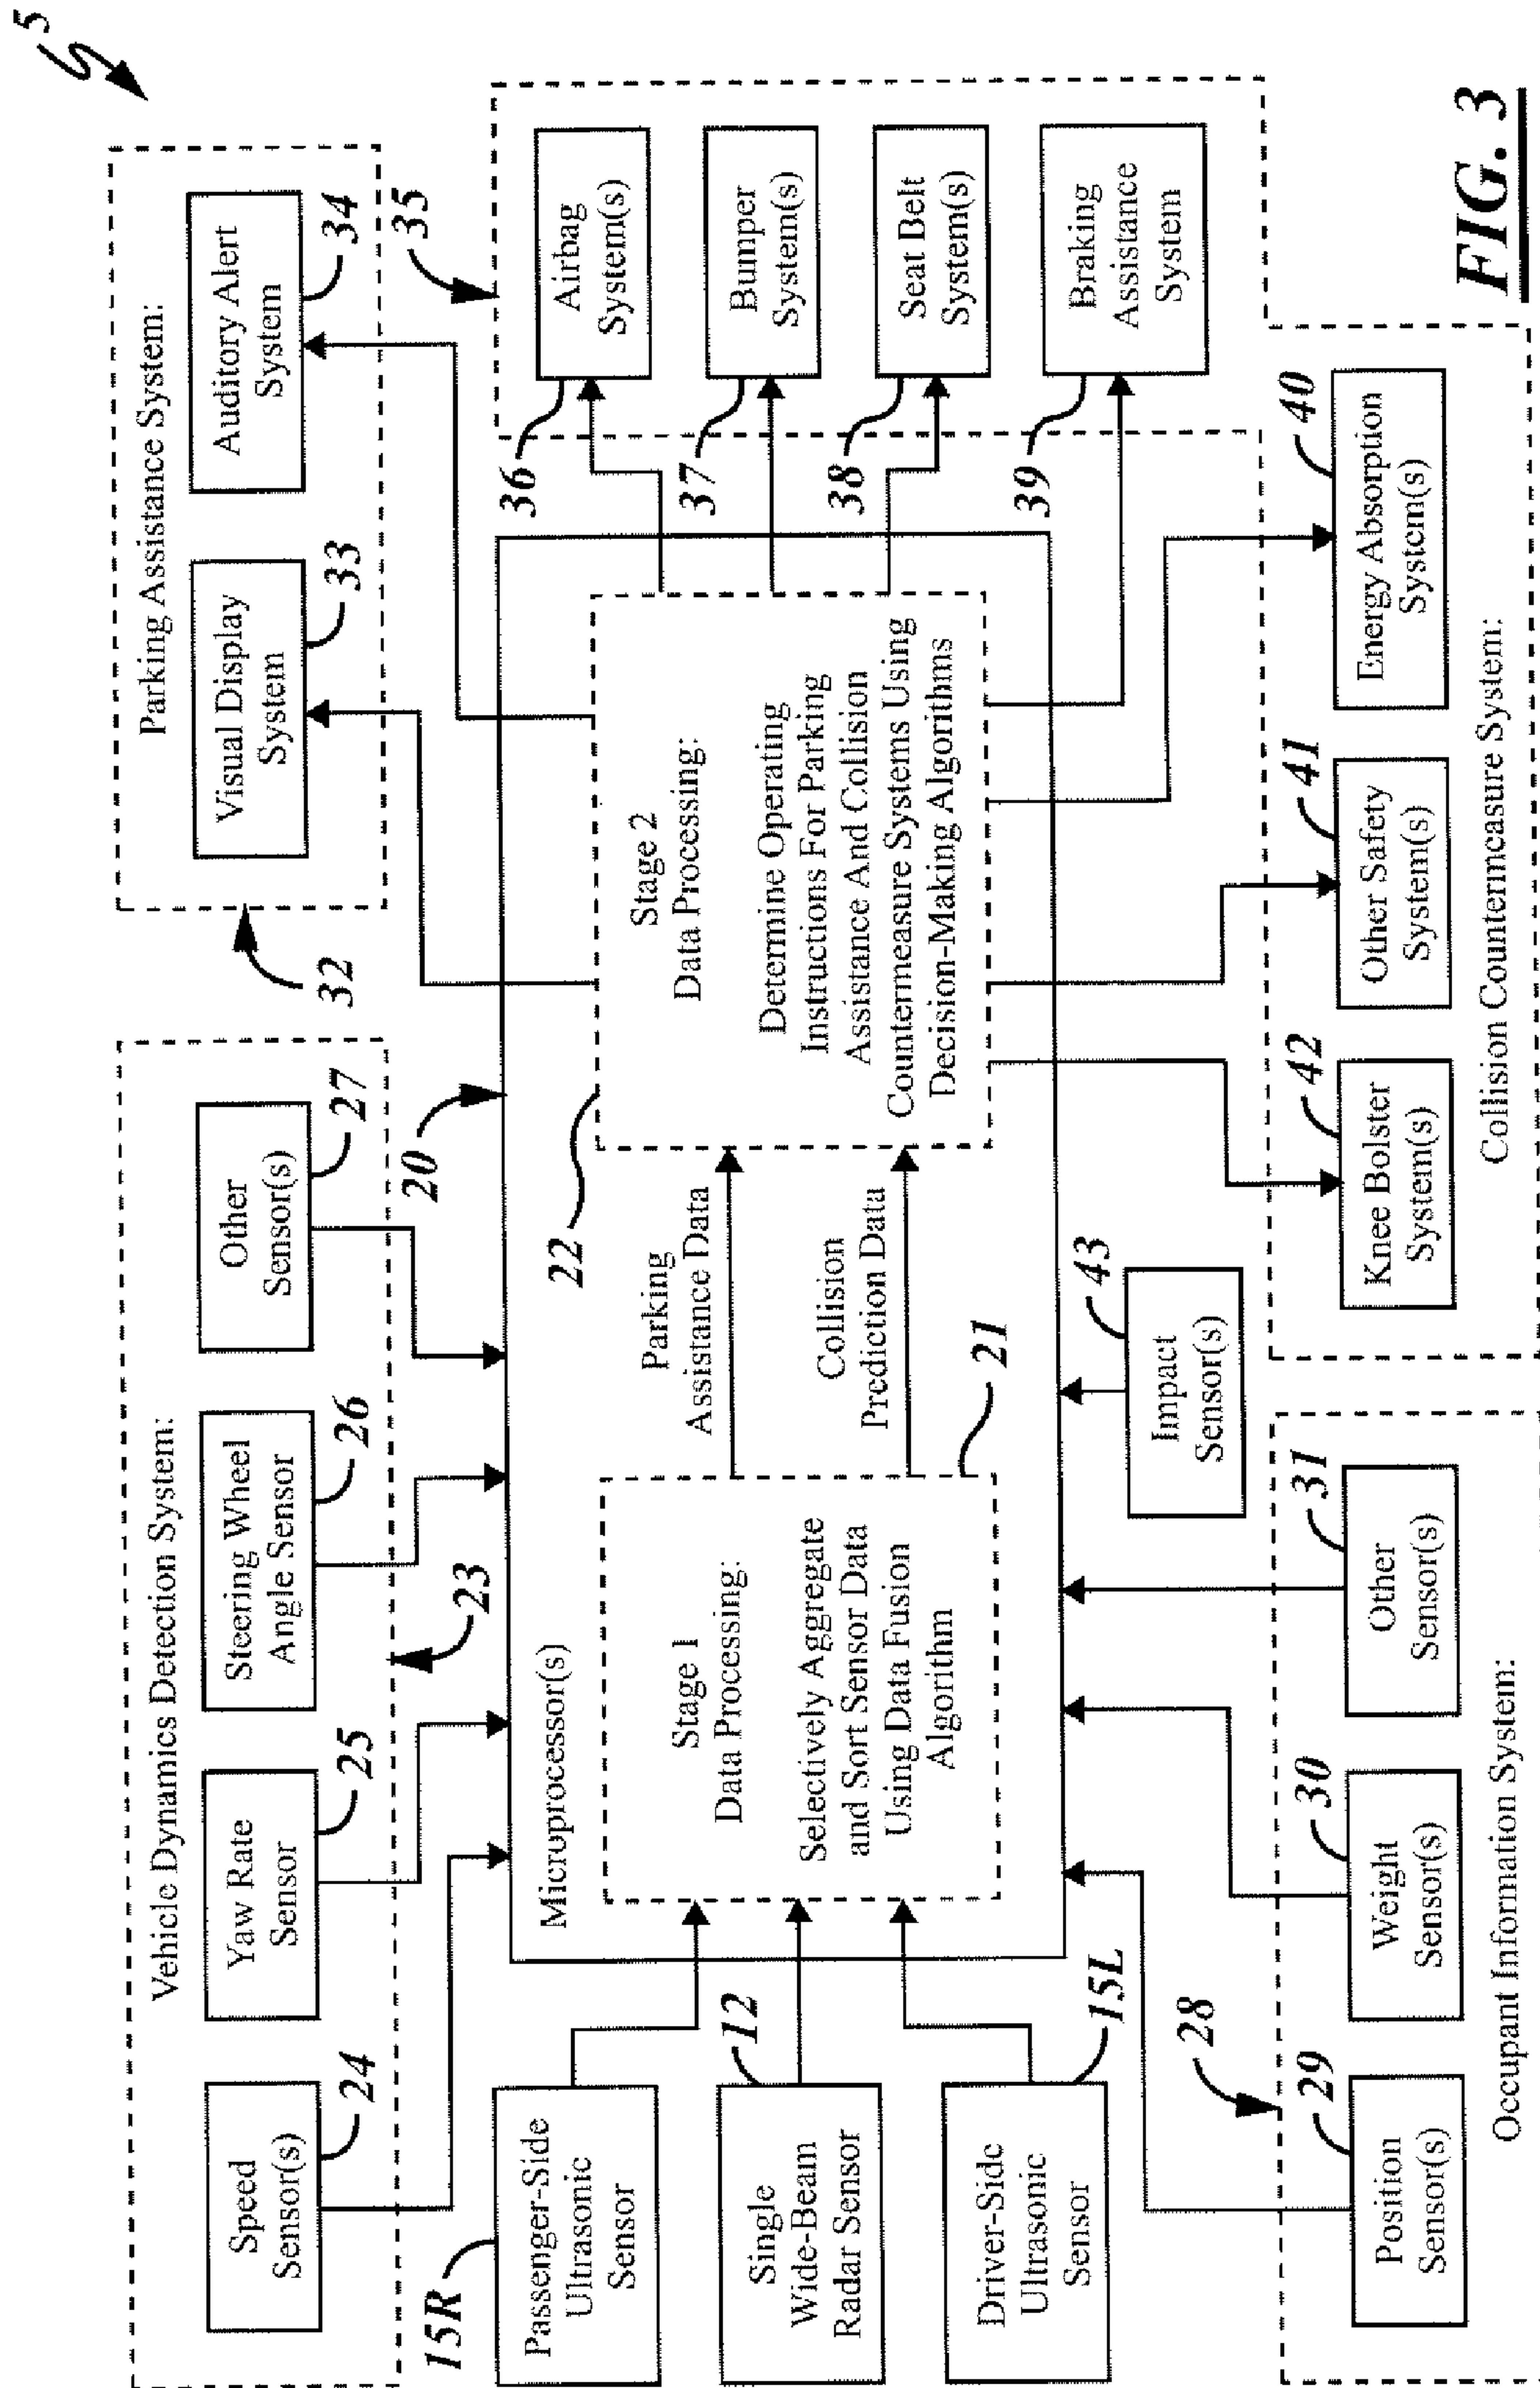 5
Vehicle Dynamics Detection System:
Speed
Sensor(s)
24
Yaw Rate
Sensor
25
Steering Wheel
Angle Sensor
26
Other
Sensor(s)
27
23
Parking Assistance System:
Visual Display
System
33
Auditory Alert
System
34
32
35
20
15R
Passenger-Side
Ultrasonic
Sensor
Single
Wide-Beam
Radar Sensor
12
Driver-Side
Ultrasonic
Sensor
15L
Microprocessor(s)
Stage 1
Data Processing:
Selectively Aggregate
and Sort Sensor Data
Using Data Fusion
Algorithm
21
Parking
Assistance Data
Collision
Prediction Data
22
Stage 2
Data Processing:
Determine Operating
Instructions For Parking
Assistance And Collision
Countermeasure Systems Using
Decision-Making Algorithms
36
Airbag
System(s)
37
Bumper
System(s)
38
Seat Belt
System(s)
39
Braking
Assistance
System
28
29
Position
Sensor(s)
30
Weight
Sensor(s)
31
Other
Sensor(s)
Occupant Information System:
43
Impact
Sensor(s)
42
Knee Bolster
System(s)
41
Other Safety
System(s)
40
Energy Absorption
System(s)
Collision Countermeasure System:
FIG. 3